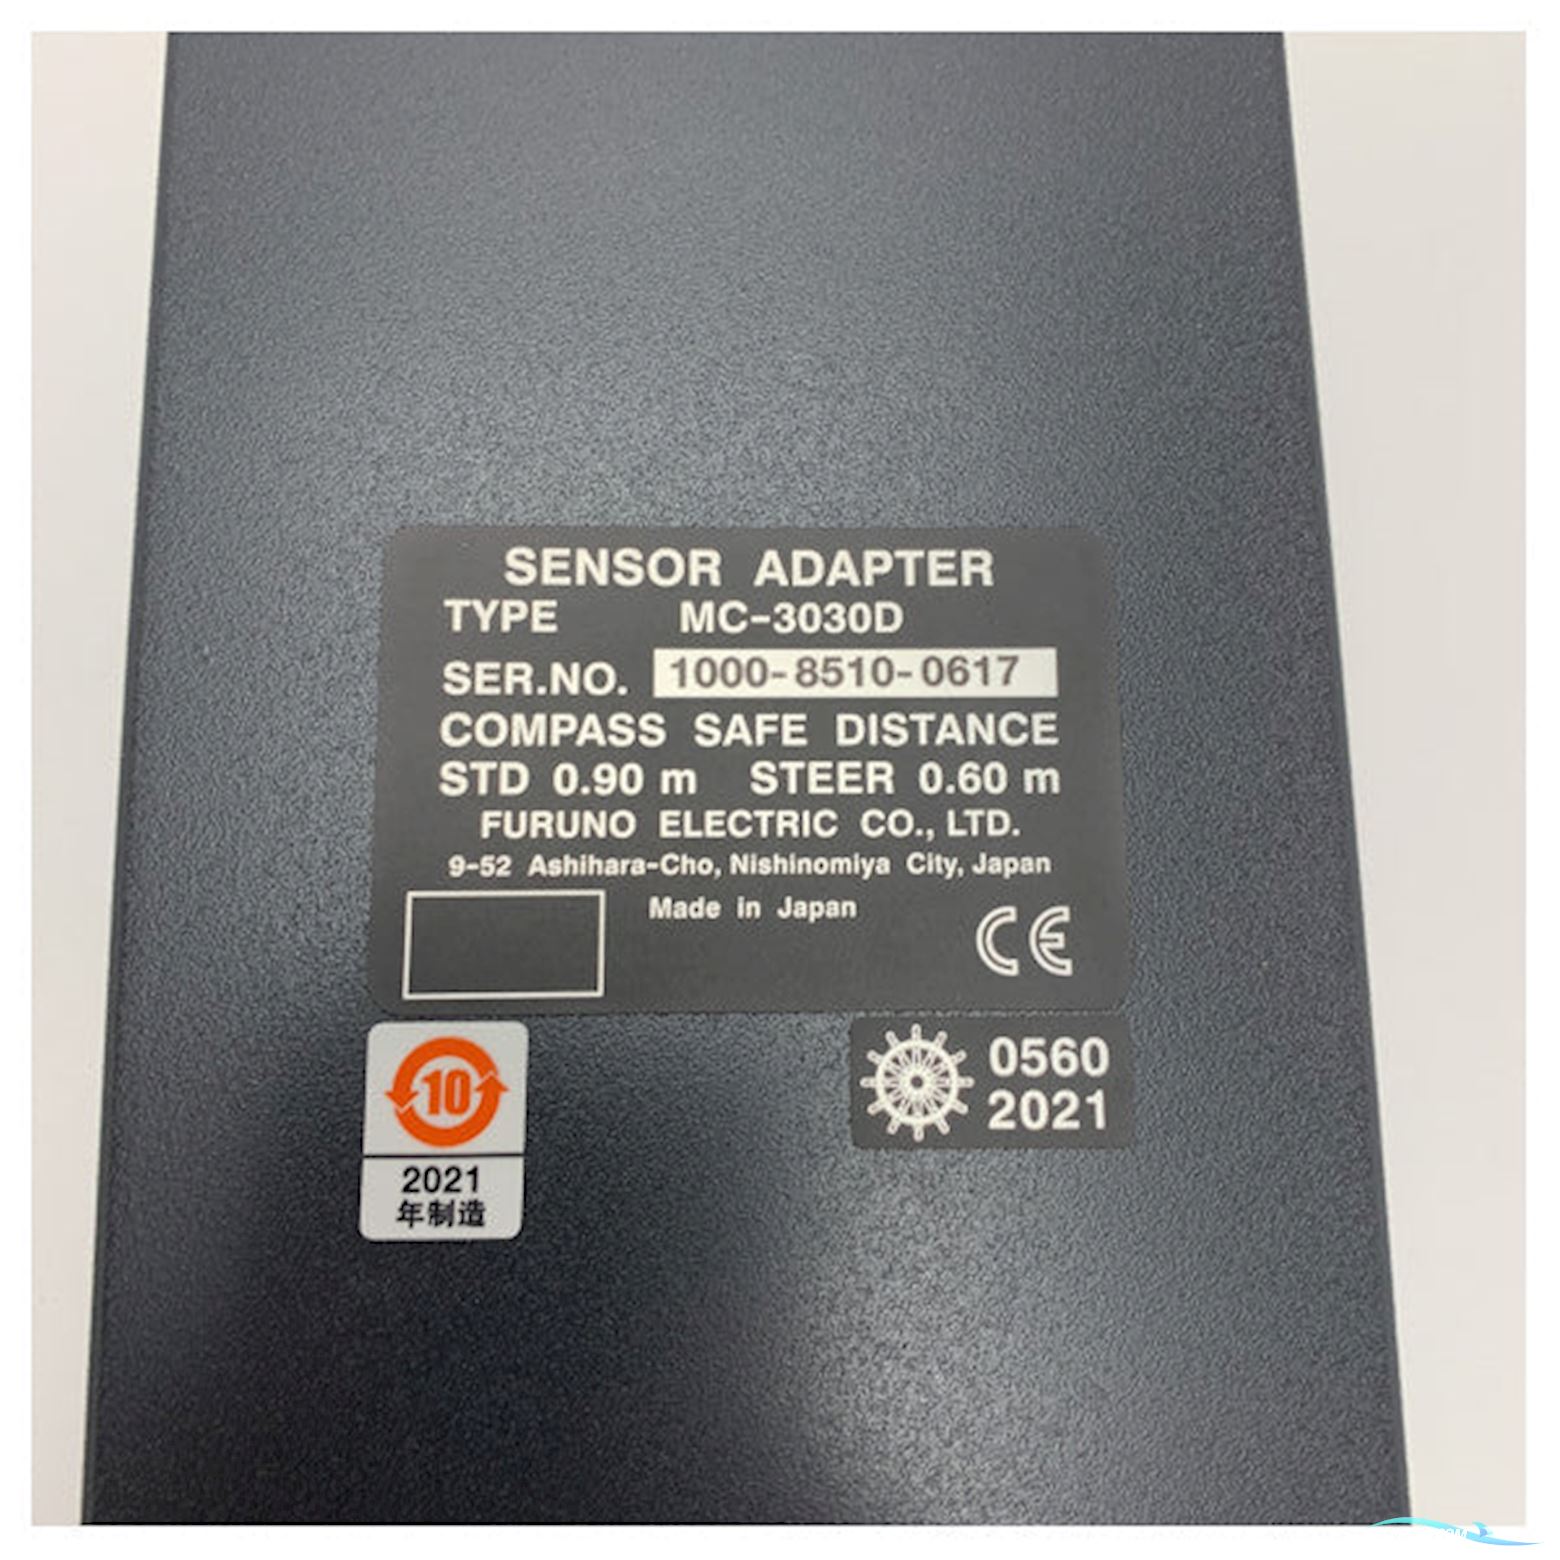 SENSOR ADAPTER
TYPE MC-3030D
SER.NO. 1000-8510-0617
COMPASS SAFE DISTANCE
STD 0.90 m STEER 0.60 m
FURUNO ELECTRIC CO., LTD.
9-52 Ashihara-Cho, Nishinomiya City, Japan
Made in Japan
CE
10
2021
年制造
0560
2021